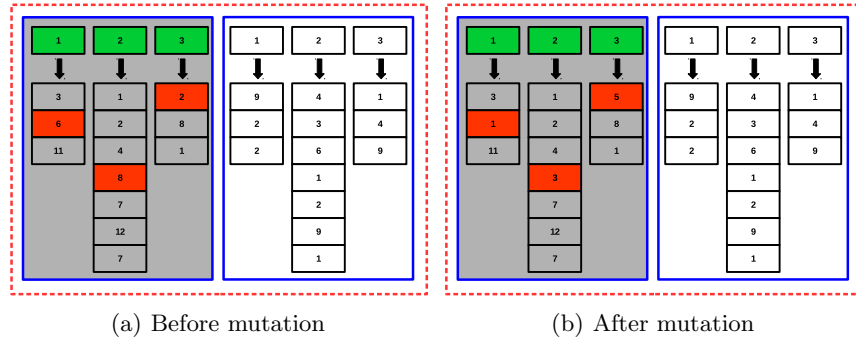 1 2 3 1 2 3 1 2 3 1 2 3
3 1 2 9 4 1 3 1 5 9 4 1
6 2 8 2 3 4 1 2 8 2 3 4
11 4 1 2 6 9 11 4 1 2 6 9
8 1 3 1
7 2 7 2
12 9 12 9
7 1 7 1
(a) Before mutation (b) After mutation